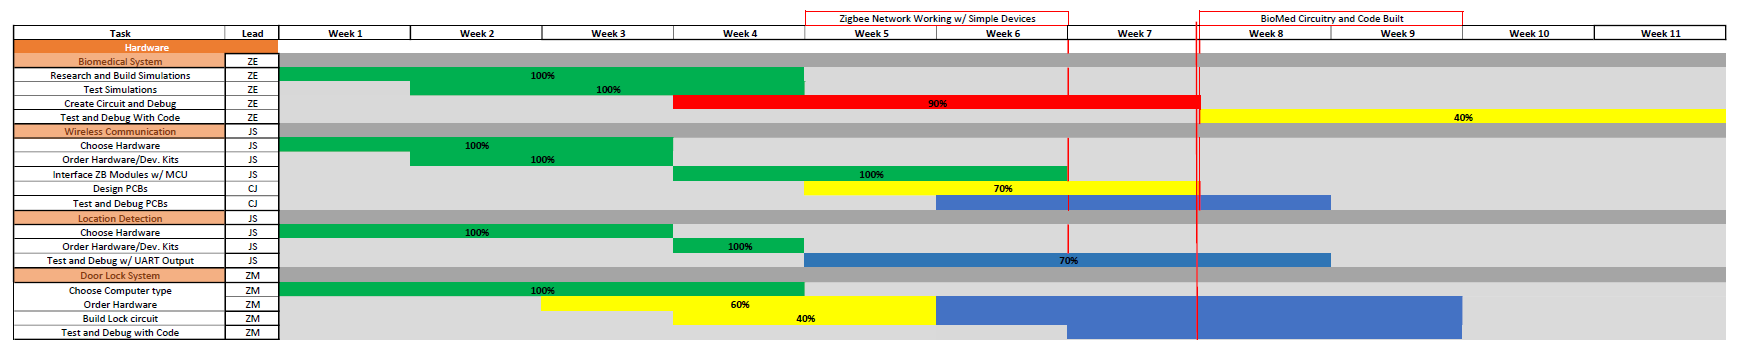 Zigbee Network Working w/ Simple Devices BioMed Circuitry and Code Built
Task Lead Week 1 Week 2 Week 3 Week 4 Week 5 Week 6 Week 7 Week 8 Week 9 Week 10 Week 11
Hardware
Biomedical System ZE
Research and Build Simulations ZE 100%
Test Simulations ZE 100%
Create Circuit and Debug ZE 90%
Test and Debug With Code ZE 40%
Wireless Communication JS
Choose Hardware JS 100%
Order Hardware/Dev. Kits JS 100%
Interface ZB Modules w/ MCU JS 100%
Design PCBs CJ 70%
Test and Debug PCBs CJ
Location Detection JS
Choose Hardware JS 100%
Order Hardware/Dev. Kits JS 100%
Test and Debug w/ UART Output JS 70%
Door Lock System ZM
Choose Computer type ZM 100%
Order Hardware ZM 60%
Build Lock circuit ZM 40%
Test and Debug with Code ZM